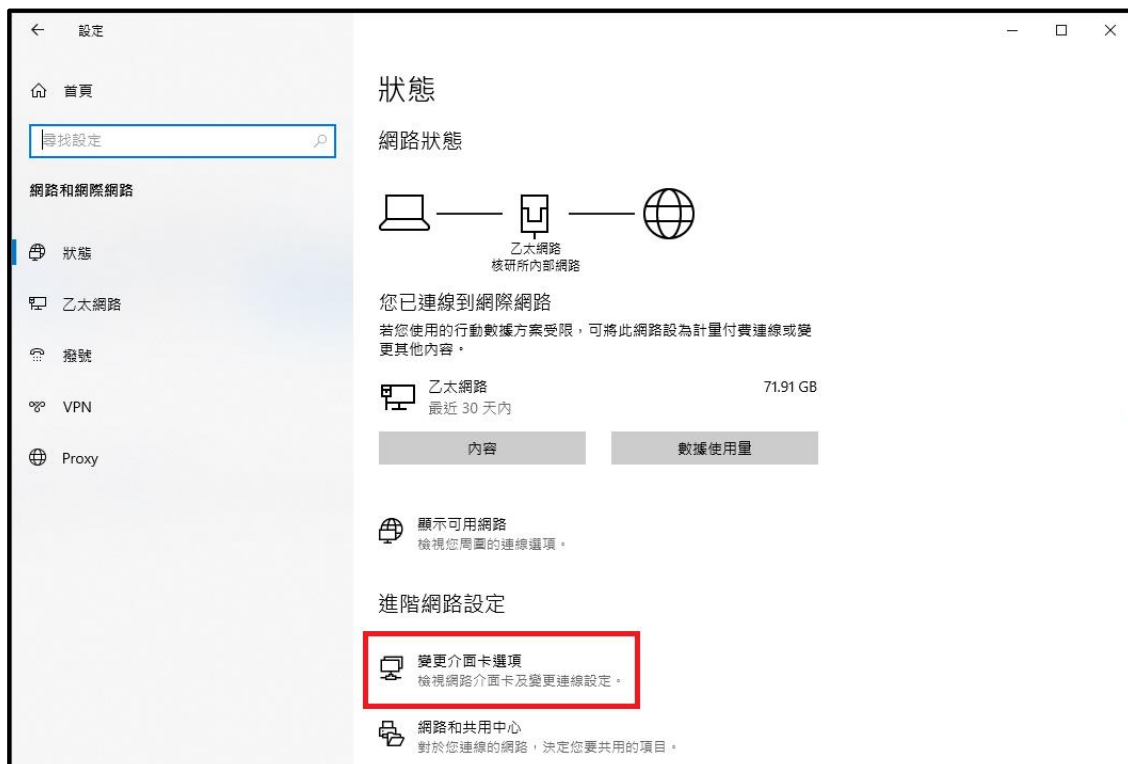 設定
首頁
尋找設定
網路和網際網路
狀態
乙太網路
撥號
VPN
Proxy
狀態
網路狀態
乙太網路
核研所內部網路
您已連線到網際網路
若您使用的行動數據方案受限，可將此網路設為計量付費連線或變
更其他內容。
乙太網路
71.91 GB
最近 30 天內
內容
數據使用量
顯示可用網路
檢視您周圍的連線選項。
進階網路設定
變更介面卡選項
檢視網路介面卡及變更連線設定。
網路和共用中心
對於您連線的網路，決定您要共用的項目。